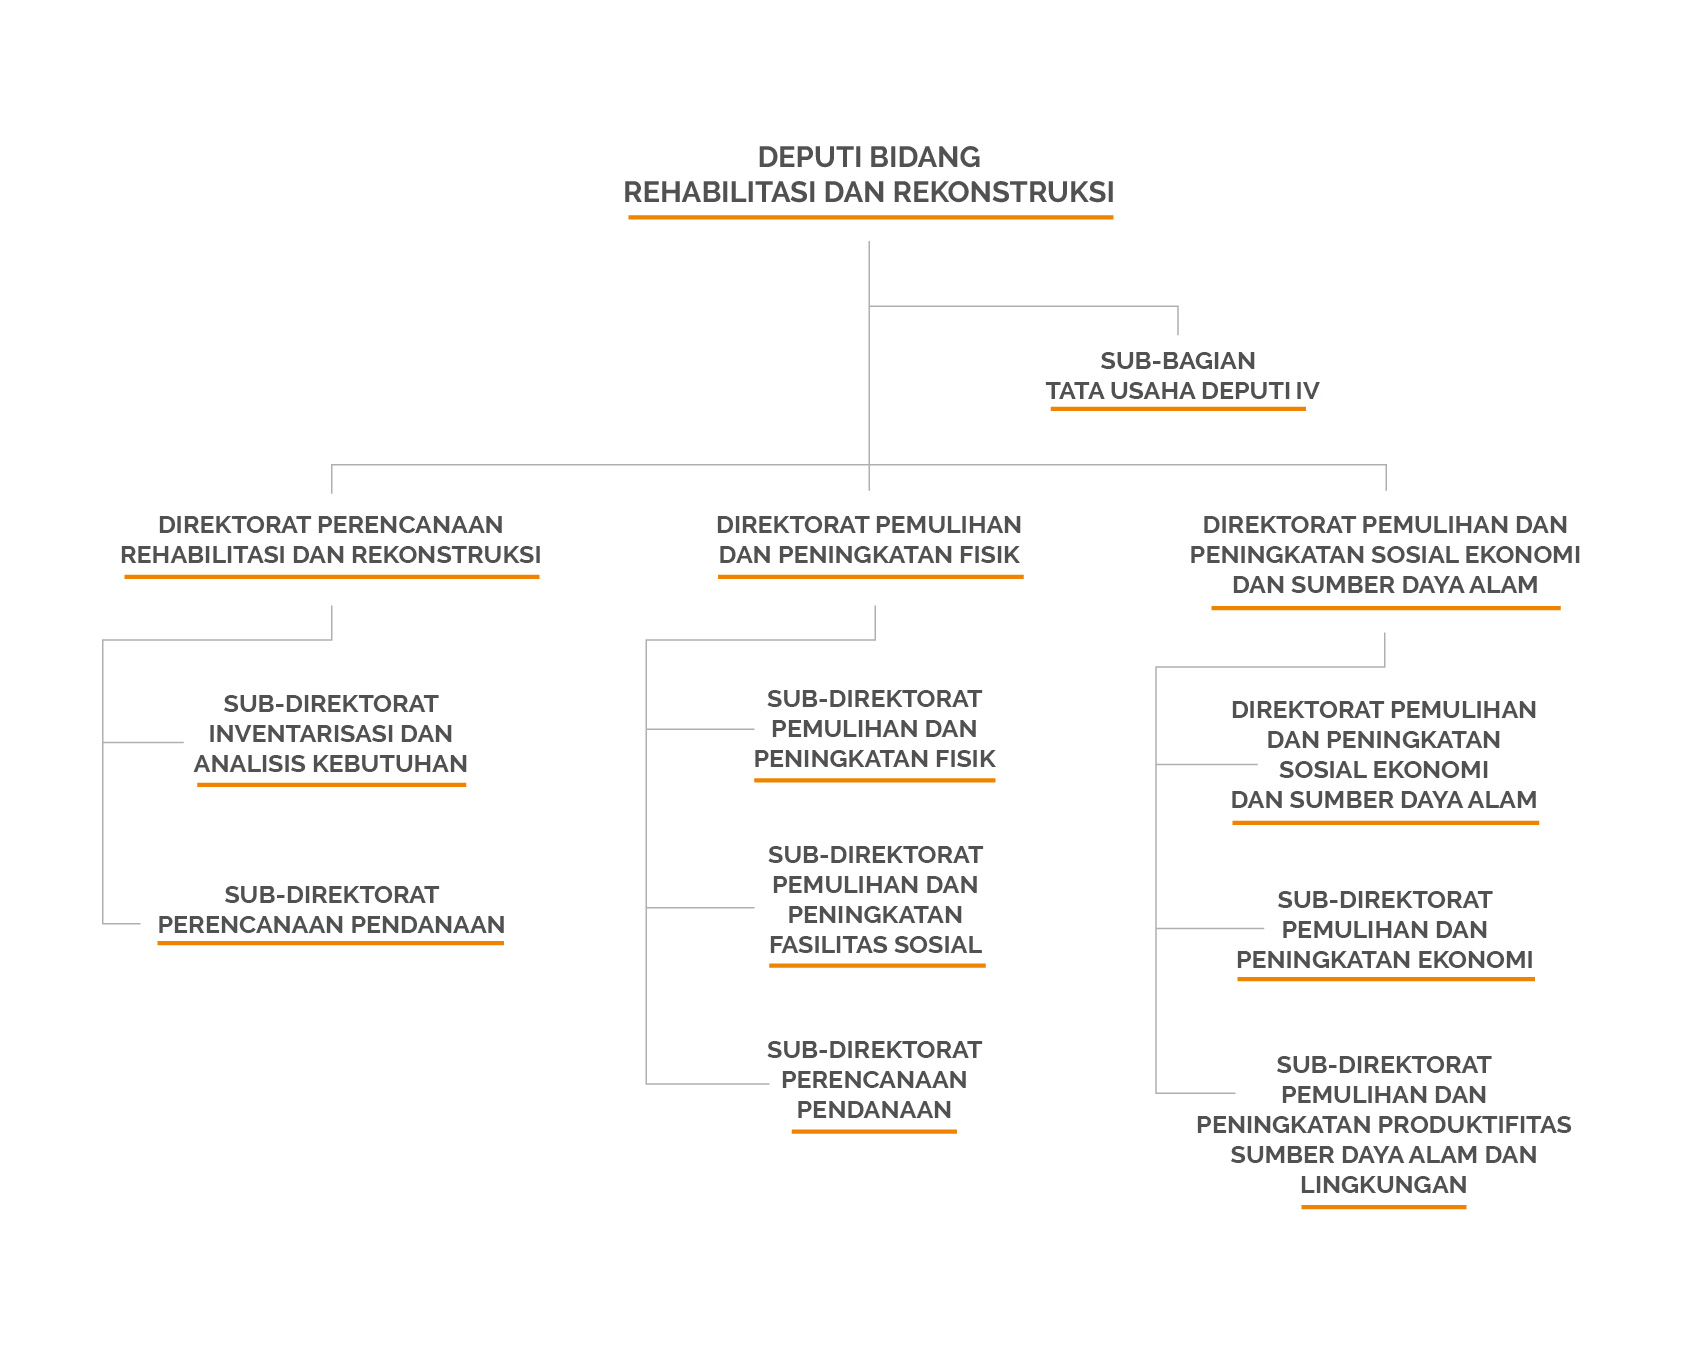 DEPUTI BIDANG
REHABILITASI DAN REKONSTRUKSI
SUB-BAGIAN
TATA USAHA DEPUTI IV
DIREKTORAT PERENCANAAN
REHABILITASI DAN REKONSTRUKSI
DIREKTORAT PEMULIHAN
DAN PENINGKATAN FISIK
DIREKTORAT PEMULIHAN DAN
PENINGKATAN SOSIAL EKONOMI
DAN SUMBER DAYA ALAM
SUB-DIREKTORAT
INVENTARISASI DAN
ANALISIS KEBUTUHAN
SUB-DIREKTORAT
PERENCANAAN PENDANAAN
SUB-DIREKTORAT
PEMULIHAN DAN
PENINGKATAN FISIK
SUB-DIREKTORAT
PEMULIHAN DAN
PENINGKATAN
FASILITAS SOSIAL
SUB-DIREKTORAT
PERENCANAAN
PENDANAAN
DIREKTORAT PEMULIHAN
DAN PENINGKATAN
SOSIAL EKONOMI
DAN SUMBER DAYA ALAM
SUB-DIREKTORAT
PEMULIHAN DAN
PENINGKATAN EKONOMI
SUB-DIREKTORAT
PEMULIHAN DAN
PENINGKATAN PRODUKTIFITAS
SUMBER DAYA ALAM DAN
LINGKUNGAN